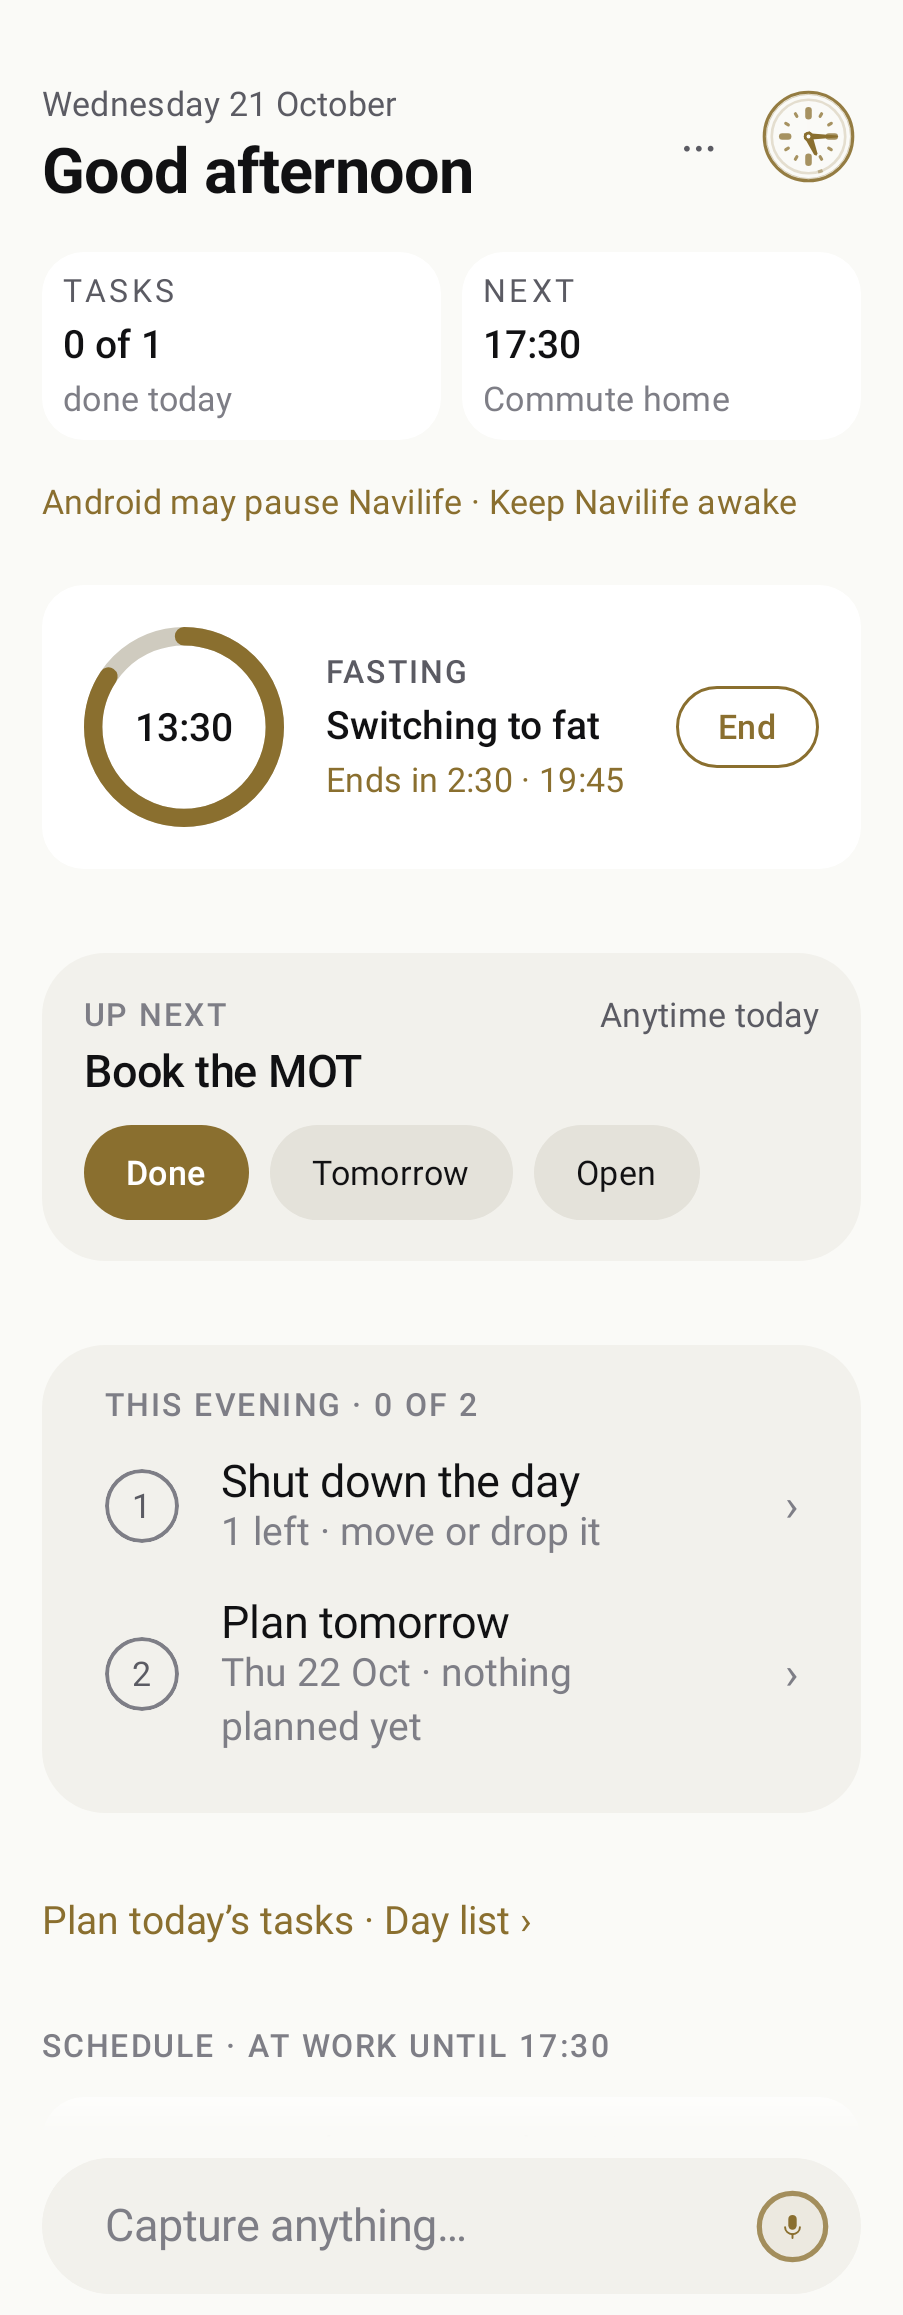 Wednesday 21 October
Good afternoon
...
TASKS
0 of 1
done today
NEXT
17:30
Commute home
Android may pause Navilife · Keep Navilife awake
13:30
FASTING
Switching to fat
Ends in 2:30 · 19:45
End
UP NEXT
Anytime today
Book the MOT
Done
Tomorrow
Open
THIS EVENING · 0 OF 2
1
Shut down the day
1 left · move or drop it
›
2
Plan tomorrow
Thu 22 Oct · nothing
planned yet
›
Plan today’s tasks · Day list ›
SCHEDULE · AT WORK UNTIL 17:30
Capture anything…